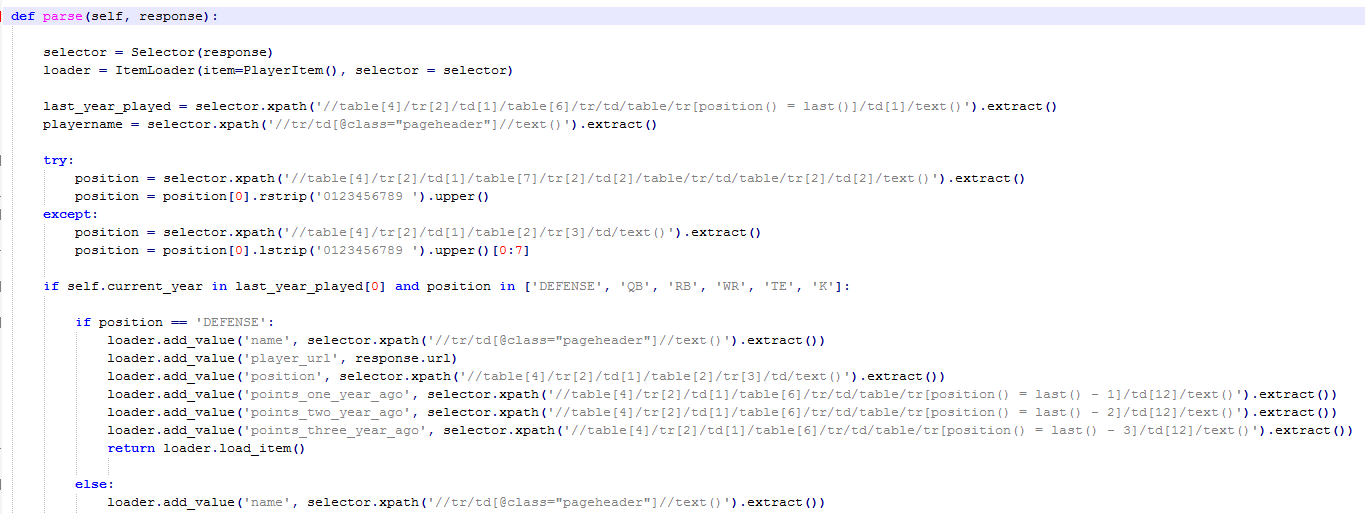 def parse(self, response):
selector = Selector(response)
loader = ItemLoader(item=PlayerItem(), selector = selector)
last_year_played = selector.xpath('//table[4]/tr[2]/td[1]/table[6]/tr/td/table/tr[position() = last()]/td[1]/text()').extract()
playername = selector.xpath('//tr/td[@class="pageheader"]//text()').extract()
try:
position = selector.xpath('//table[4]/tr[2]/td[1]/table[7]/tr[2]/td[2]/table/tr/td/table/tr[2]/td[2]/text()').extract()
position = position[0].rstrip('0123456789 ').upper()
except:
position = selector.xpath('//table[4]/tr[2]/td[1]/table[2]/tr[3]/td/text()').extract()
position = position[0].lstrip('0123456789 ').upper()[0:7]
if self.current_year in last_year_played[0] and position in ['DEFENSE', 'QB', 'RB', 'WR', 'TE', 'K']:
if position == 'DEFENSE':
loader.add_value('name', selector.xpath('//tr/td[@class="pageheader"]//text()').extract())
loader.add_value('player_url', response.url)
loader.add_value('position', selector.xpath('//table[4]/tr[2]/td[1]/table[2]/tr[3]/td/text()').extract())
loader.add_value('points_one_year_ago', selector.xpath('//table[4]/tr[2]/td[1]/table[6]/tr/td/table/tr[position() = last() - 1]/td[12]/text()').extract())
loader.add_value('points_two_year_ago', selector.xpath('//table[4]/tr[2]/td[1]/table[6]/tr/td/table/tr[position() = last() - 2]/td[12]/text()').extract())
loader.add_value('points_three_year_ago', selector.xpath('//table[4]/tr[2]/td[1]/table[6]/tr/td/table/tr[position() = last() - 3]/td[12]/text()').extract())
return loader.load_item()
else:
loader.add_value('name', selector.xpath('//tr/td[@class="pageheader"]//text()').extract())